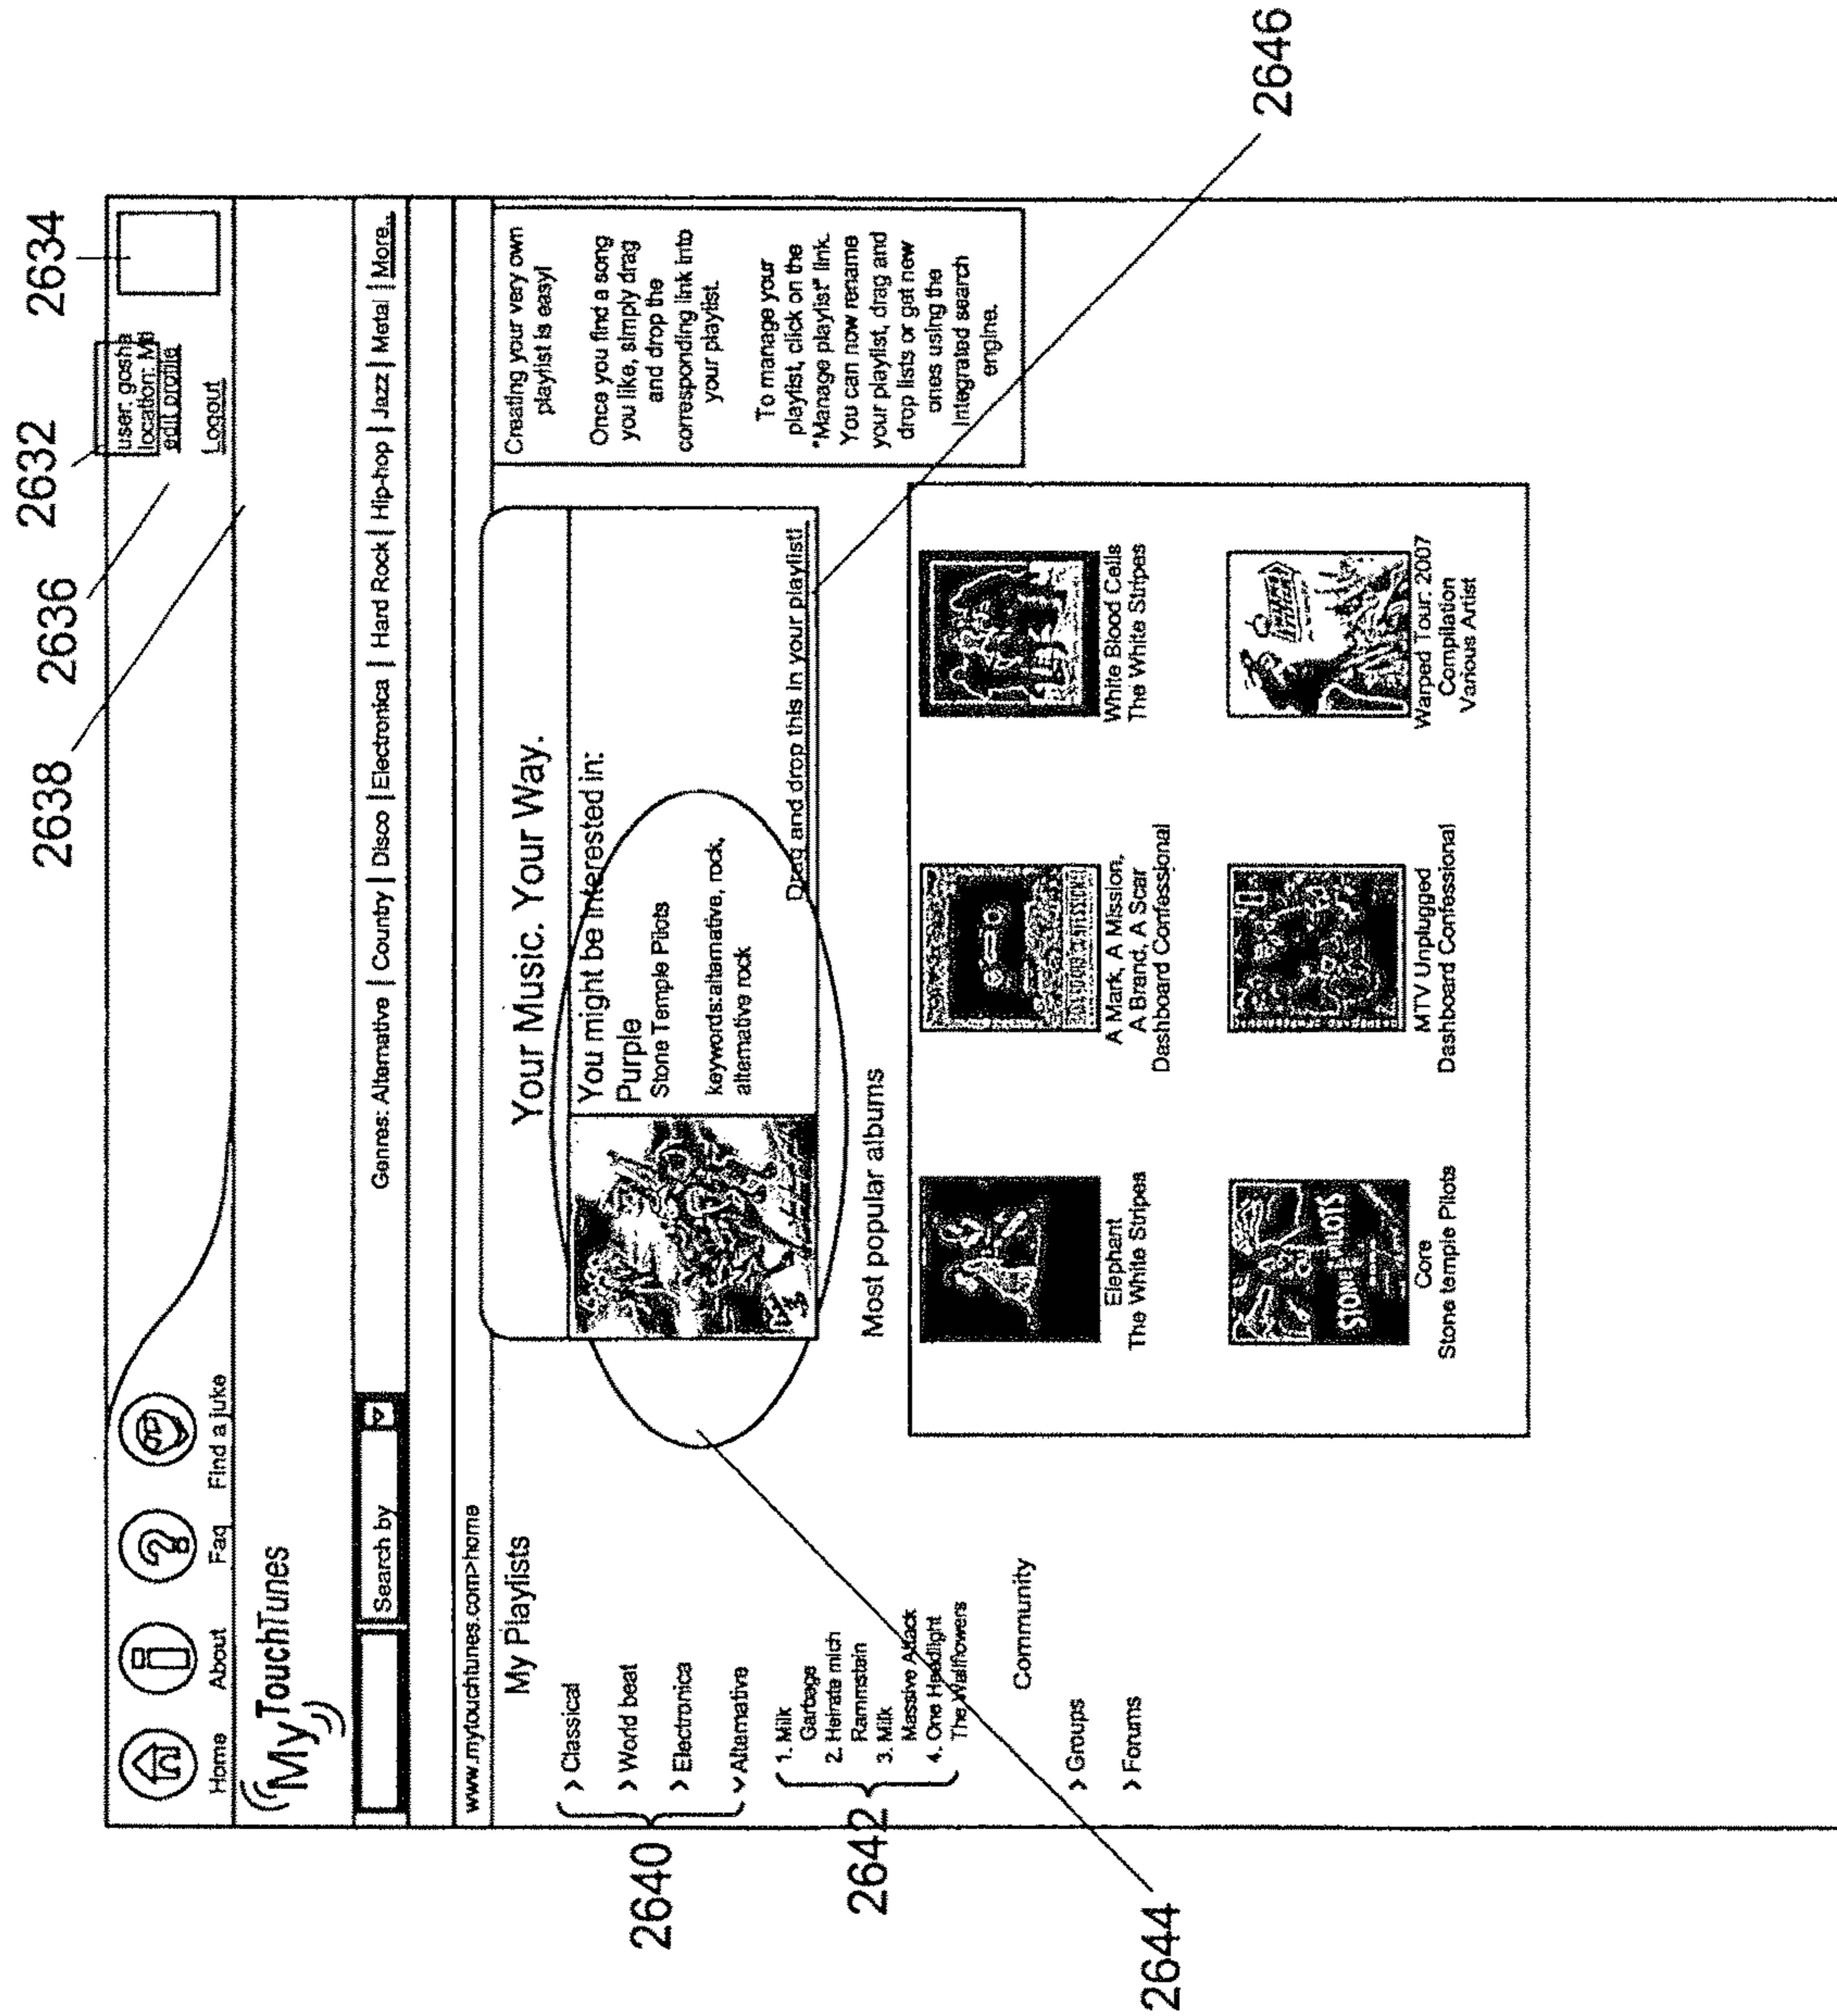 2638
2636
2632
2634
Home
About
Faq
Find a juke
user: gosha
location: Mtl
edit profile
Logout
MyTouchTunes
Search by
Genres: Alternative | Country | Disco | Electronica | Hard Rock | Hip-hop | Jazz | Metal | More..
www.mytouchtunes.com>home
My Playlists
> Classical
> World beat
> Electronica
Alternative
2640
1. Milk
Garbage
2. Heirate mich
Rammstein
3. Milk
Massive Attack
4. One Headlight
The Wallflowers
2642
Community
> Groups
> Forums
2644
Your Music. Your Way.
You might be interested in:
Purple
Stone Temple Pilots
keywords:alternative, rock,
alternative rock
Drag and drop this in your playlist!
2646
Creating your very own
playlist is easy!
Once you find a song
you like, simply drag
and drop the
corresponding link into
your playlist.
To manage your
playlist, click on the
"Manage playlist" link.
You can now rename
your playlist, drag and
drop lists or get new
ones using the
integrated search
engine.
Most popular albums
Elephant
The White Stripes
A Mark, A Mission,
A Brand, A Scar
Dashboard Confessional
White Blood Cells
The White Stripes
STONE PILOTS
Core
Stone temple Pilots
MTV Unplugged
Dashboard Confessional
Warped Tour: 2007
Compilation
Various Artist